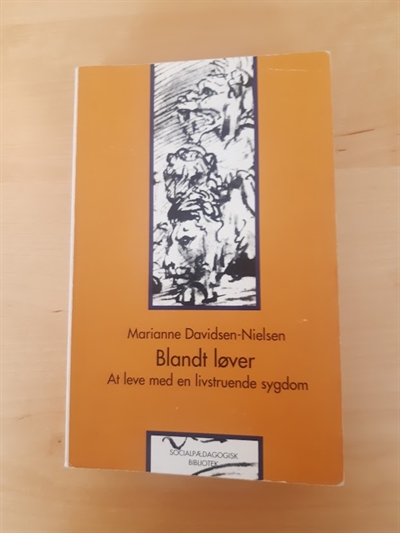 Marianne Davidsen-Nielsen
Blandt løver
At leve med en livstruende sygdom
SOCIALPÆDAGOGISK
BIBLIOTEK